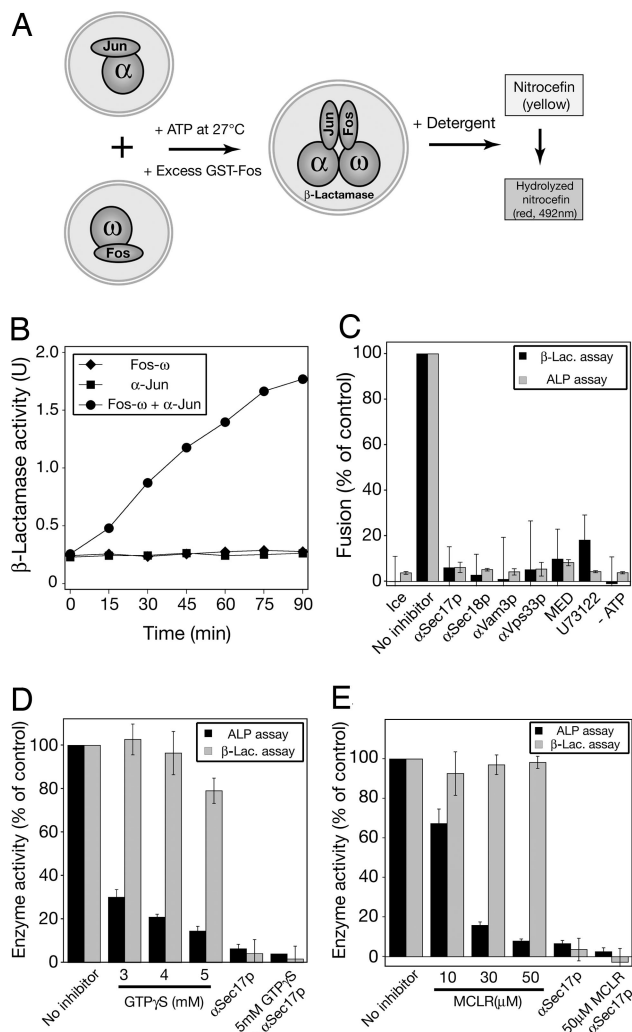 A
Jun
α
+
ω
Fos
+ ATP at 27°C
+ Excess GST-Fos
Jun
Fos
α
ω
β-Lactamase
+ Detergent
Nitrocefin
(yellow)
Hydrolyzed
nitrocefin
(red, 492nm)
B
β-Lactamase activity (U)
2.0
1.5
1.0
0.5
0
Fos-ω
α-Jun
Fos-ω + α-Jun
0 15 30 45 60 75 90
Time (min)
C
Fusion (% of control)
100
80
60
40
20
0
β-Lac. assay
ALP assay
Ice
No inhibitor
αSec17p
αSec18p
αVam3p
αVps33p
MED
U73122
- ATP
D
Enzyme activity (% of control)
100
80
60
40
20
0
ALP assay
β-Lac. assay
No inhibitor
3 4 5
GTPγS (mM)
αSec17p
5mM GTPγS
αSec17p
E
Enzyme activity (% of control)
100
80
60
40
20
0
ALP assay
β-Lac. assay
No inhibitor
10 30 50
MCLR(μM)
αSec17p
50μM MCLR
αSec17p